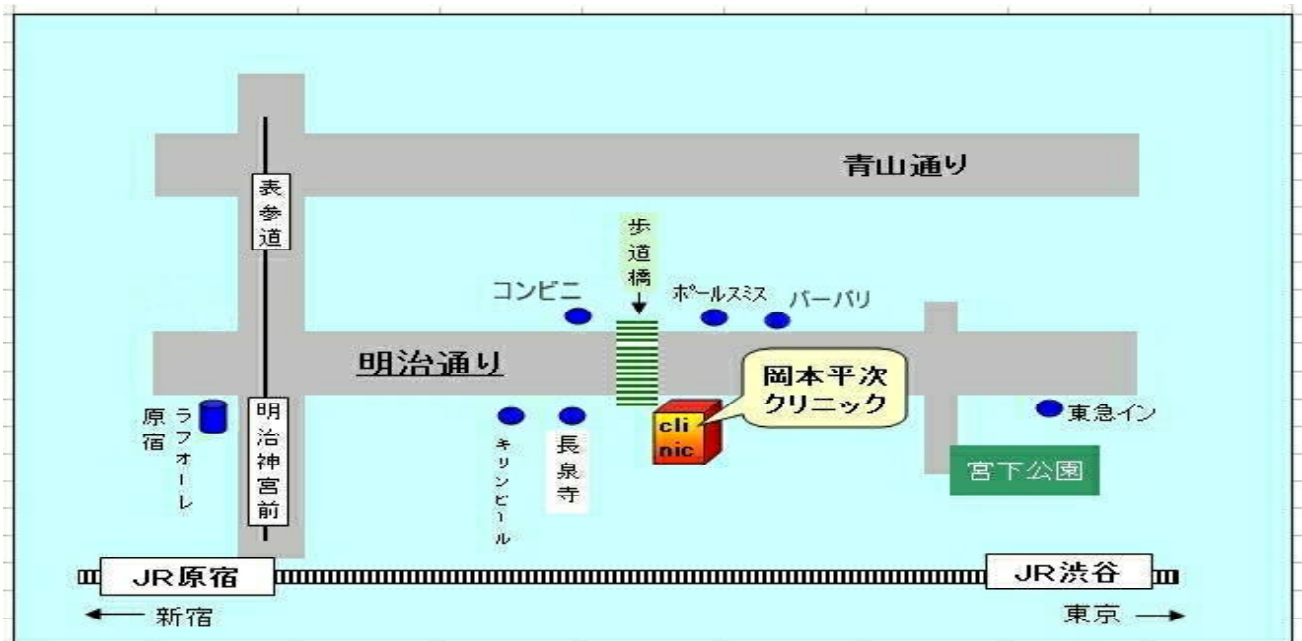 青山通り
表参道
歩道橋
コンビニ
ポールスミス
バーバリ
明治通り
岡本平次
クリニック
cli
nic
原宿
ラフォーレ
明治神宮前
キリンビール
長泉寺
東急イン
宮下公園
JR原宿
JR渋谷
新宿
東京